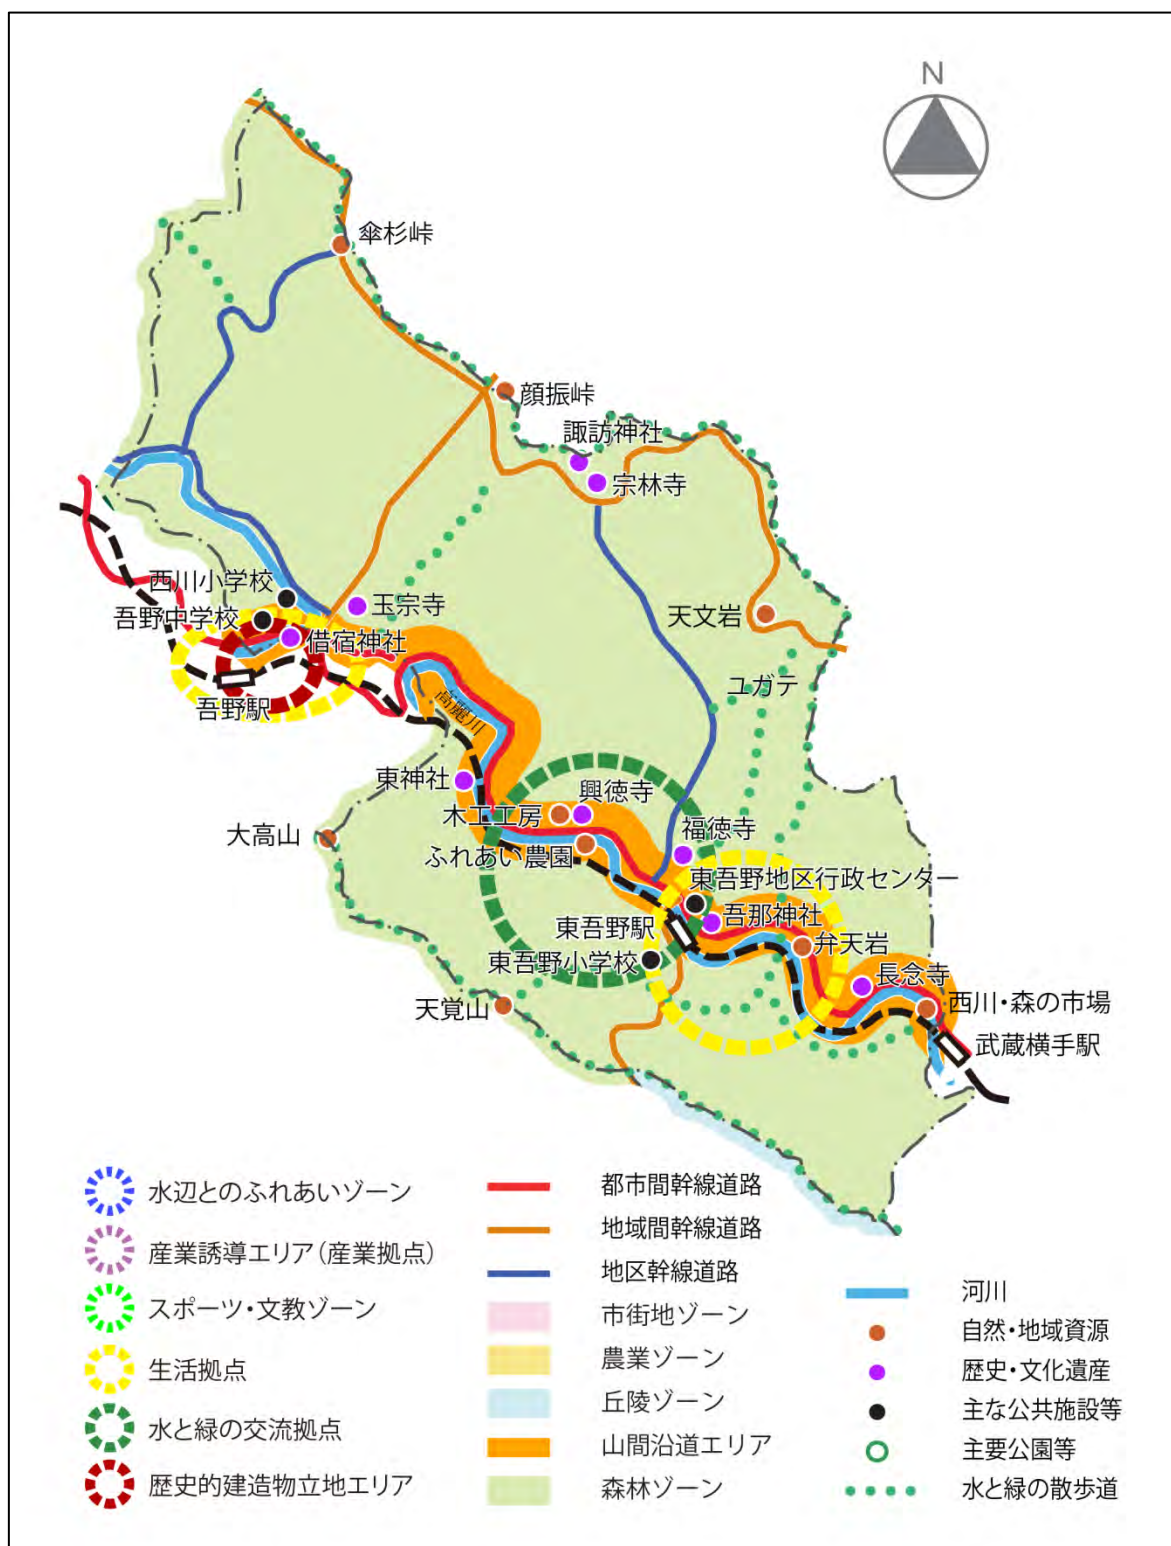 N
傘杉峠
顔振峠
諏訪神社
宗林寺
西川小学校
玉宗寺
吾野中学校
天文岩
借宿神社
ユガテ
吾野駅
高麗川
東神社
興徳寺
木工工房
大高山
福徳寺
ふれあい農園
東吾野地区行政センター
吾那神社
東吾野駅
弁天岩
東吾野小学校
長念寺
天覚山
西川・森の市場
武蔵横手駅
水辺とのふれあいゾーン
産業誘導エリア(産業拠点)
スポーツ・文教ゾーン
生活拠点
水と緑の交流拠点
歴史的建造物立地エリア
都市間幹線道路
地域間幹線道路
地区幹線道路
市街地ゾーン
農業ゾーン
丘陵ゾーン
山間沿道エリア
森林ゾーン
河川
自然・地域資源
歴史・文化遺産
主な公共施設等
主要公園等
水と緑の散歩道